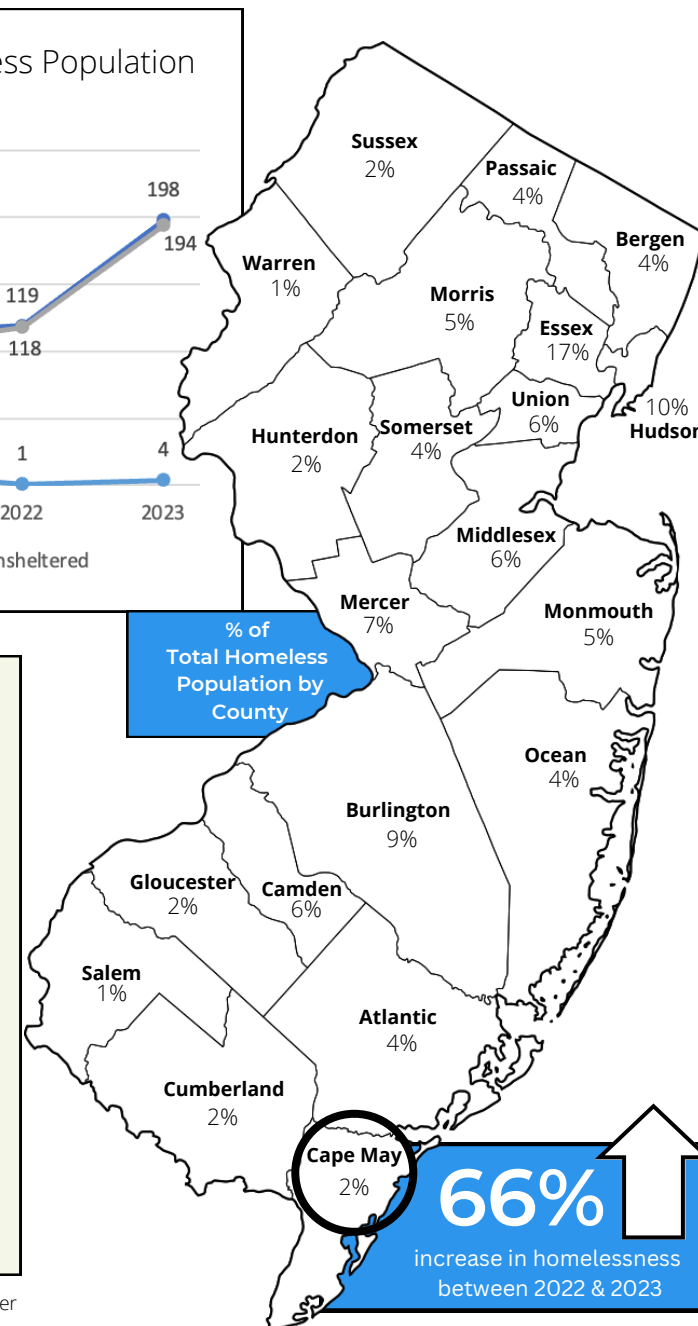 Population
198
194
119
118
1
4
2022
2023
% of
Total Homeless
Population by
County
Sussex
2%
Passaic
4%
Bergen
4%
Warren
1%
Morris
5%
Essex
17%
Union
6%
10%
Hudson
Hunterdon
2%
Somerset
4%
Middlesex
6%
Mercer
7%
Monmouth
5%
Ocean
4%
Burlington
9%
Gloucester
2%
Camden
6%
Salem
1%
Atlantic
4%
Cumberland
2%
Cape May
2%
66%
increase in homelessness
between 2022 & 2023